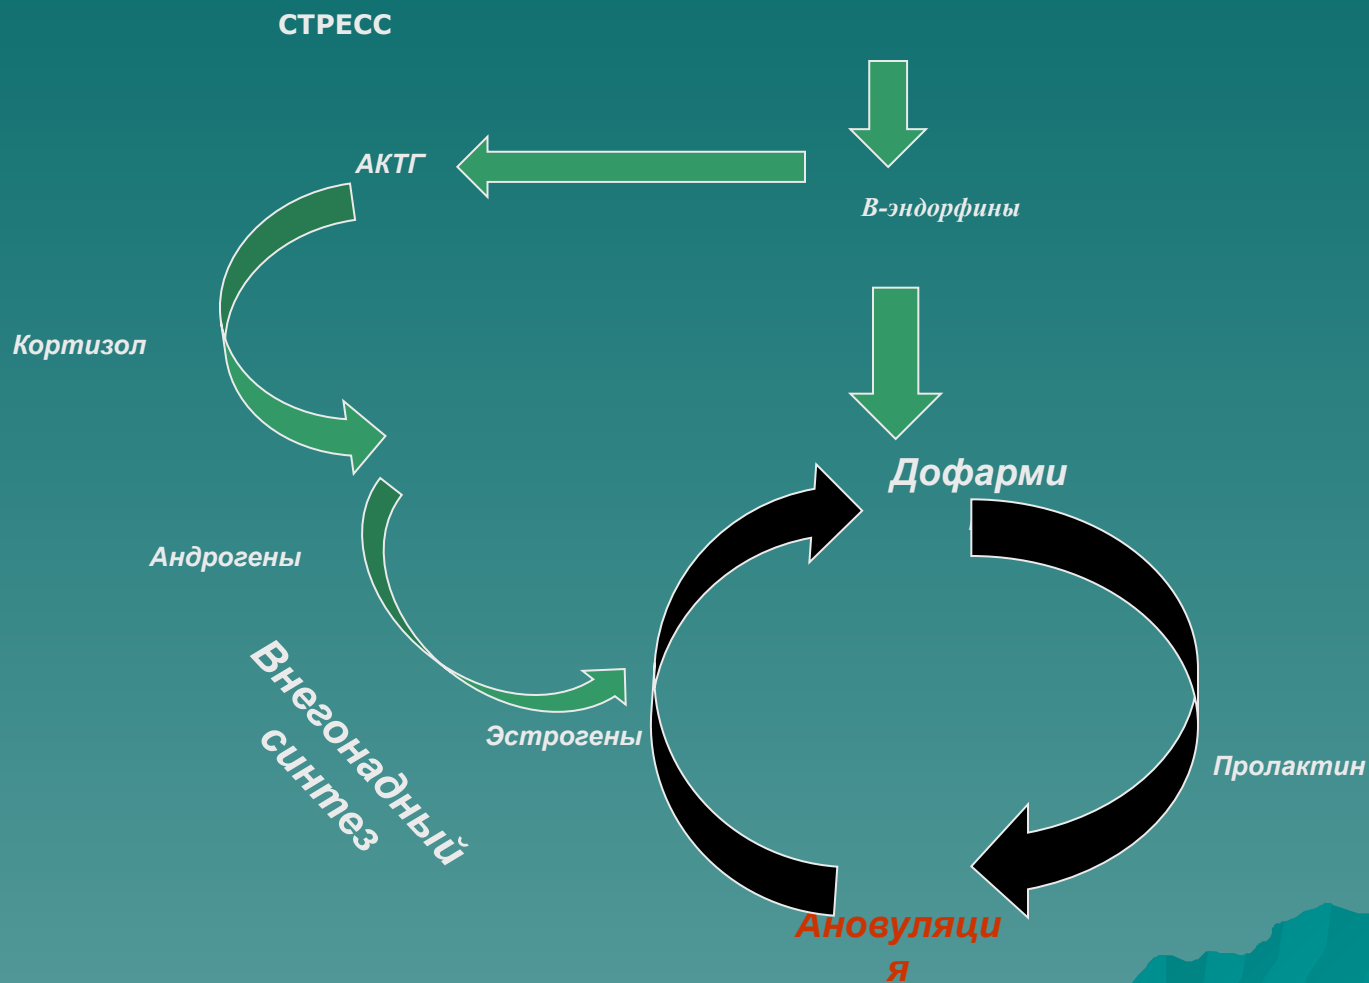 СТРЕСС
АКТГ
В-эндорфины
Кортизол
Дофарми
Андрогены
Внегонадный
синтез
Эстрогены
Пролактин
Ановуляци
я